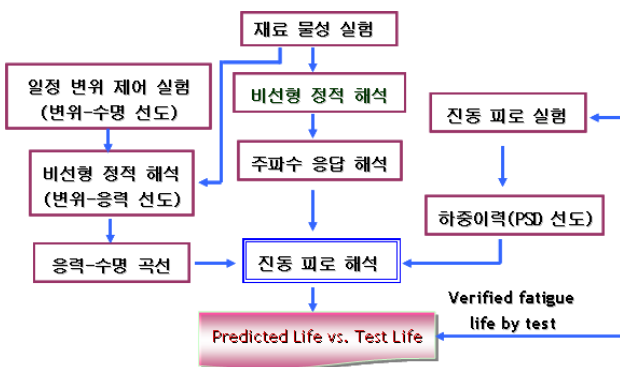 재료 물성 실험
일정 변위 제어 실험
(변위-수명 선도)
비선형 정적 해석
진동 피로 실험
비선형 정적 해석
(변위-응력 선도)
주파수 응답 해석
하중이력(PSD 선도)
응력-수명 곡선
진동 피로 해석
Verified fatigue
life by test
Predicted Life vs. Test Life